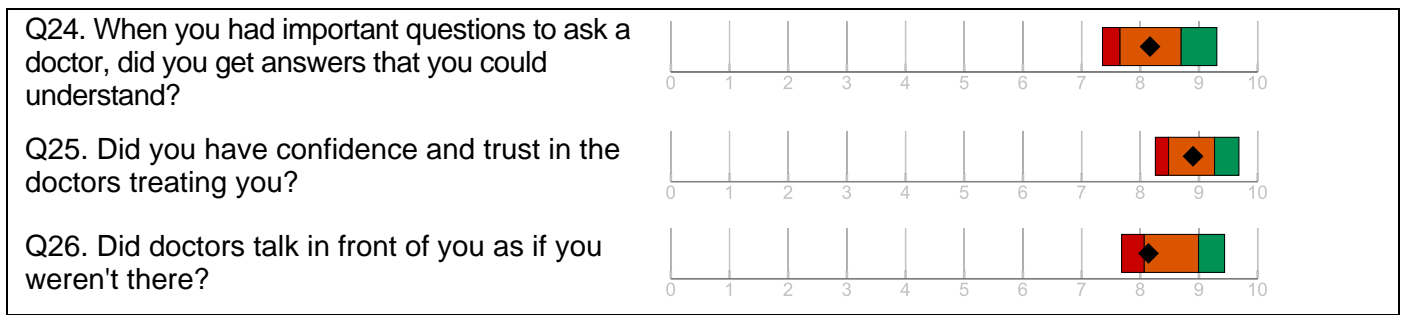 Q24. When you had important questions to ask a
doctor, did you get answers that you could
understand?
0 1 2 3 4 5 6 7 8 9 10
Q25. Did you have confidence and trust in the
doctors treating you?
0 1 2 3 4 5 6 7 8 9 10
Q26. Did doctors talk in front of you as if you
weren't there?
0 1 2 3 4 5 6 7 8 9 10